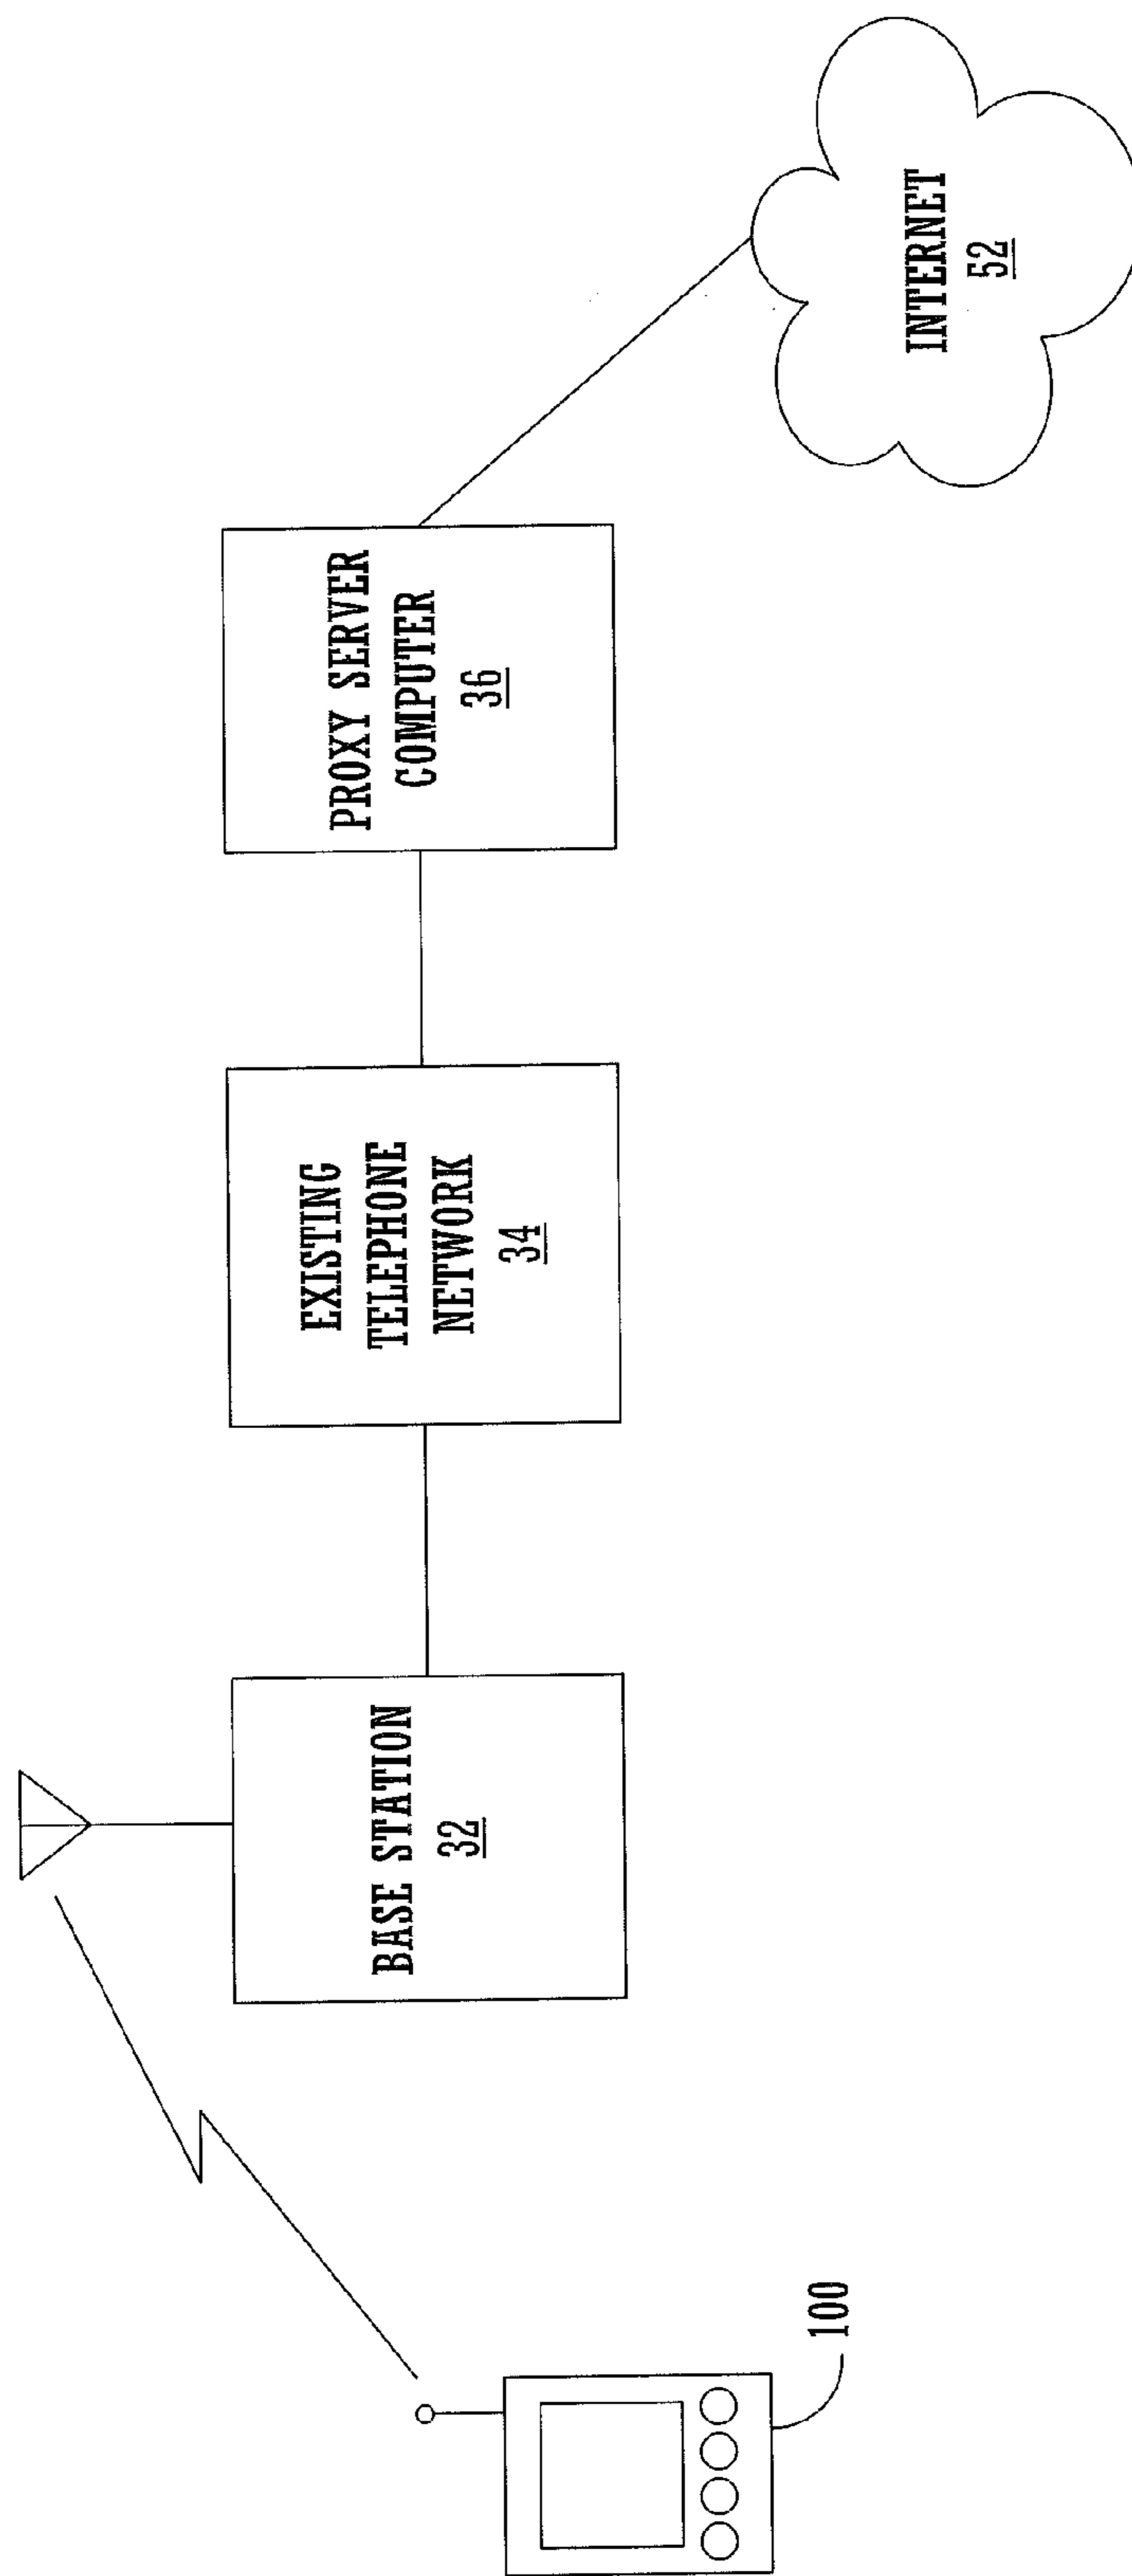 100
BASE STATION
32
EXISTING
TELEPHONE
NETWORK
34
PROXY SERVER
COMPUTER
36
INTERNET
52